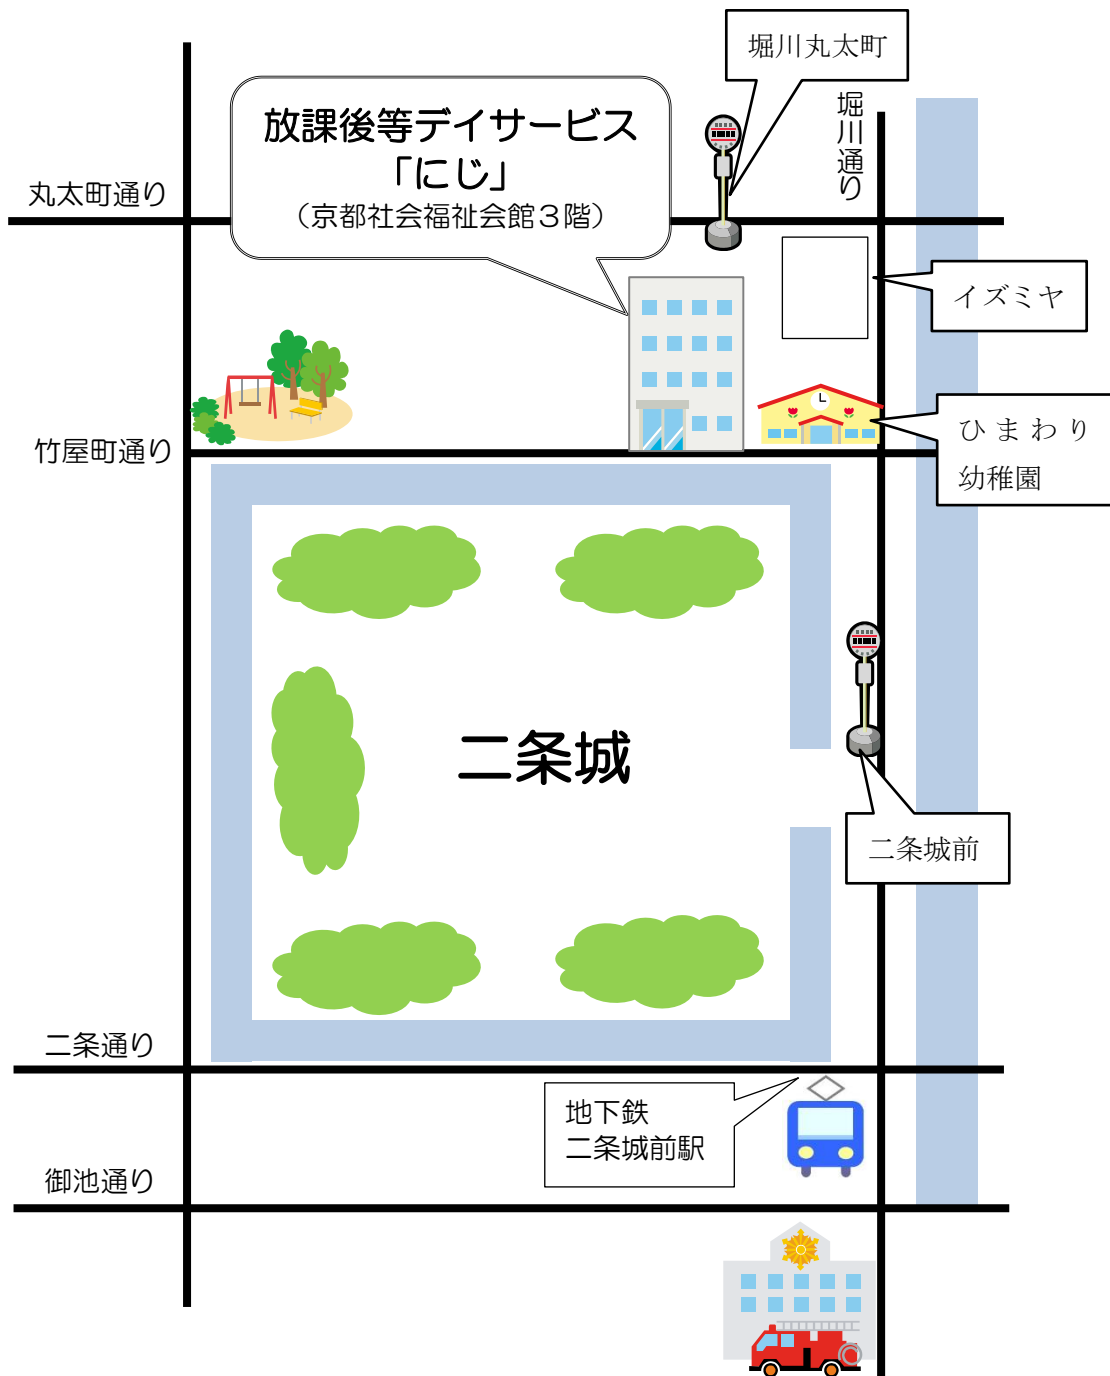 堀川丸太町
堀川通り
放課後等デイサービス
「にじ」
（京都社会福祉会館３階）
丸太町通り
イズミヤ
ひまわり
幼稚園
竹屋町通り
二条城
二条城前
二条通り
地下鉄
二条城前駅
御池通り